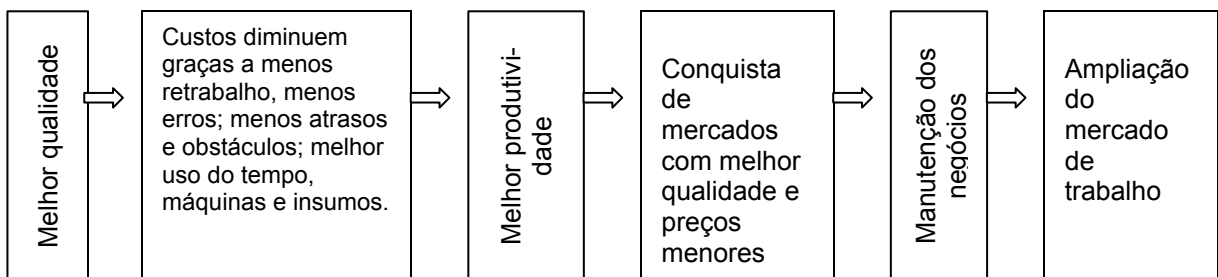 Melhor qualidade
Custos diminuem
graças a menos
retrabalho, menos
erros; menos atrasos
e obstáculos; melhor
uso do tempo,
máquinas e insumos.
Melhor produtivi-
dade
Conquista
de
mercados
com melhor
qualidade e
preços
menores
Manutenção dos
negócios
Ampliação
do
mercado
de
trabalho